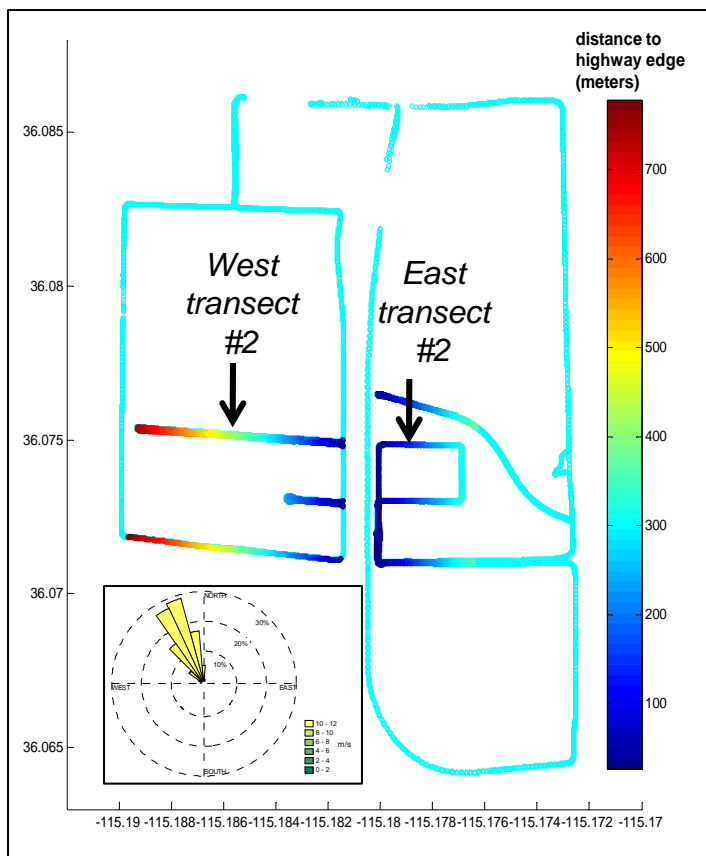 distance to
highway edge
(meters)
36.085
36.08
36.075
36.07
36.065
700
600
500
400
300
200
100
West
transect
#2
East
transect
#2
NORTH
30%
20%
10%
WEST
EAST
SOUTH
10 - 12
8 - 10
6 - 8
4 - 6
2 - 4
0 - 2
m/s
-115.19 -115.188 -115.186 -115.184 -115.182 -115.18 -115.178 -115.176 -115.174 -115.172 -115.17